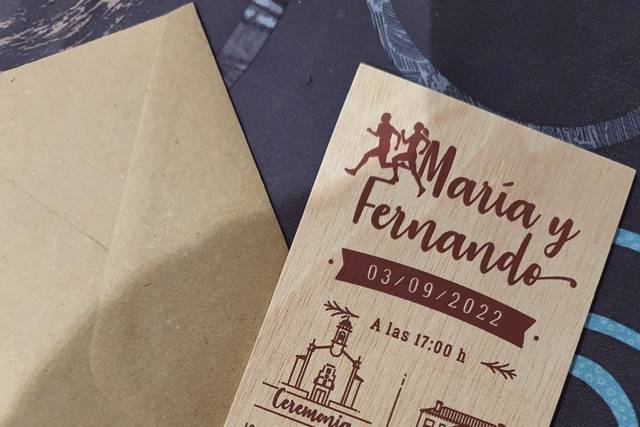 María y
Fernando
03/09/2022
A las 17:00 h
Ceremonia